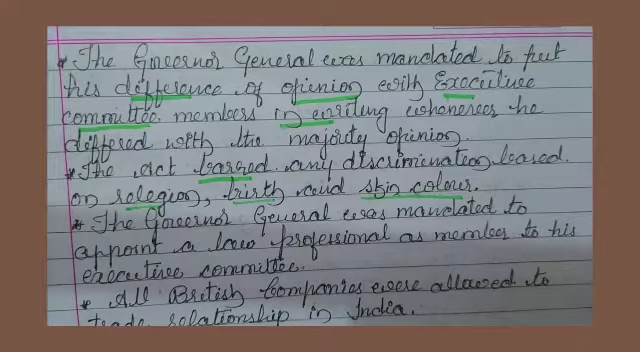 * The Governor General was mandated to put
his difference of opinion with Executive
committee members in writing whenever he
differed with the majority opinion.
* The act barred any discrimination based
on relegion, birth and skin colour.
* The Governor General was mandated to
appoint a law professional as member to his
executive committee.
* All British Companies were allowed to
trade relationship in India.